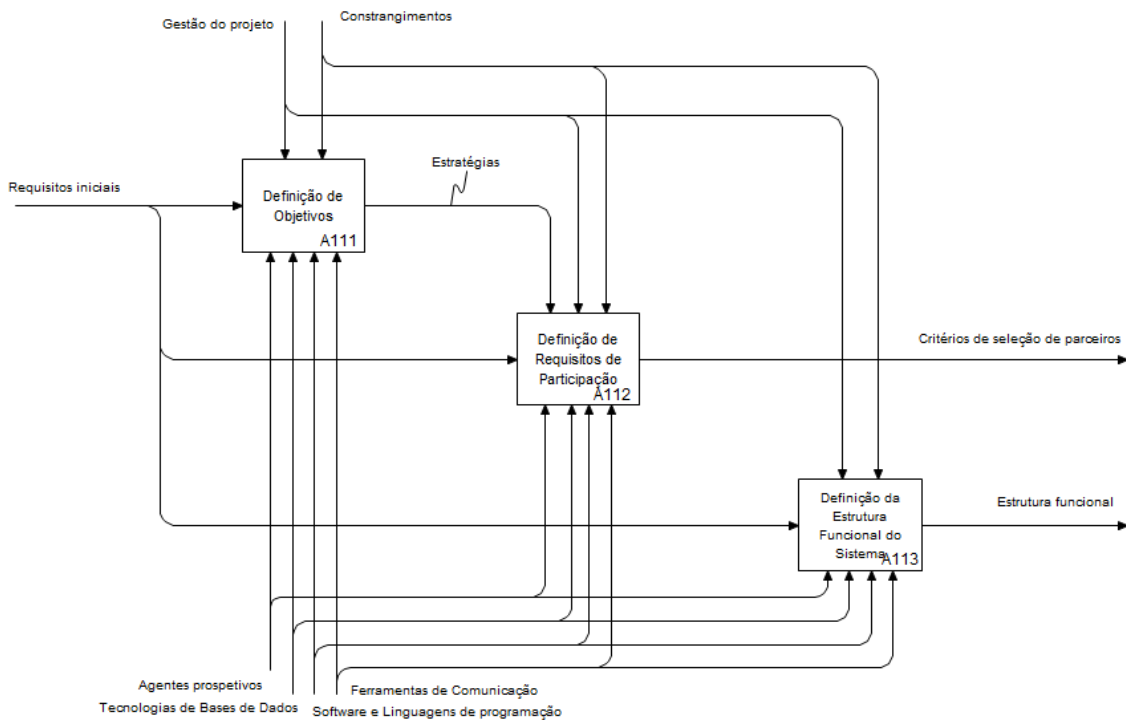 Constrangimentos
Gestão do projeto
Estratégias
Requisitos iniciais
Definição de
Objetivos
A111
Definição de
Requisitos de
Participação
A112
Critérios de seleção de parceiros
Definição da
Estrutura
Funcional do
Sistema
A113
Estrutura funcional
Agentes prospetivos
Ferramentas de Comunicação
Tecnologias de Bases de Dados
Software e Linguagens de programação